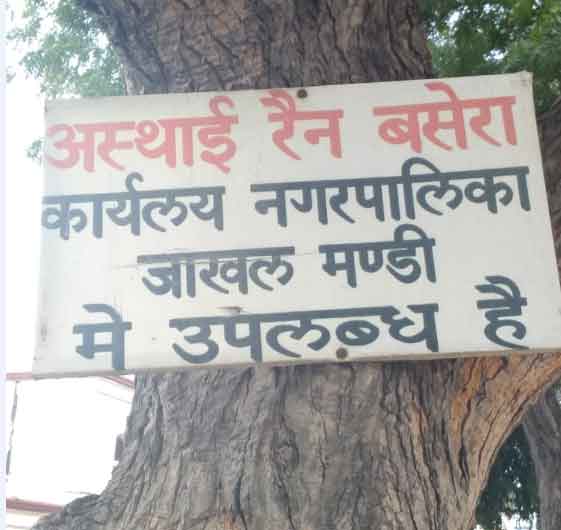 अस्थाई रैन बसेरा
कार्यलय नगरपालिका
जाखल मण्डी
मे उपलब्ध है